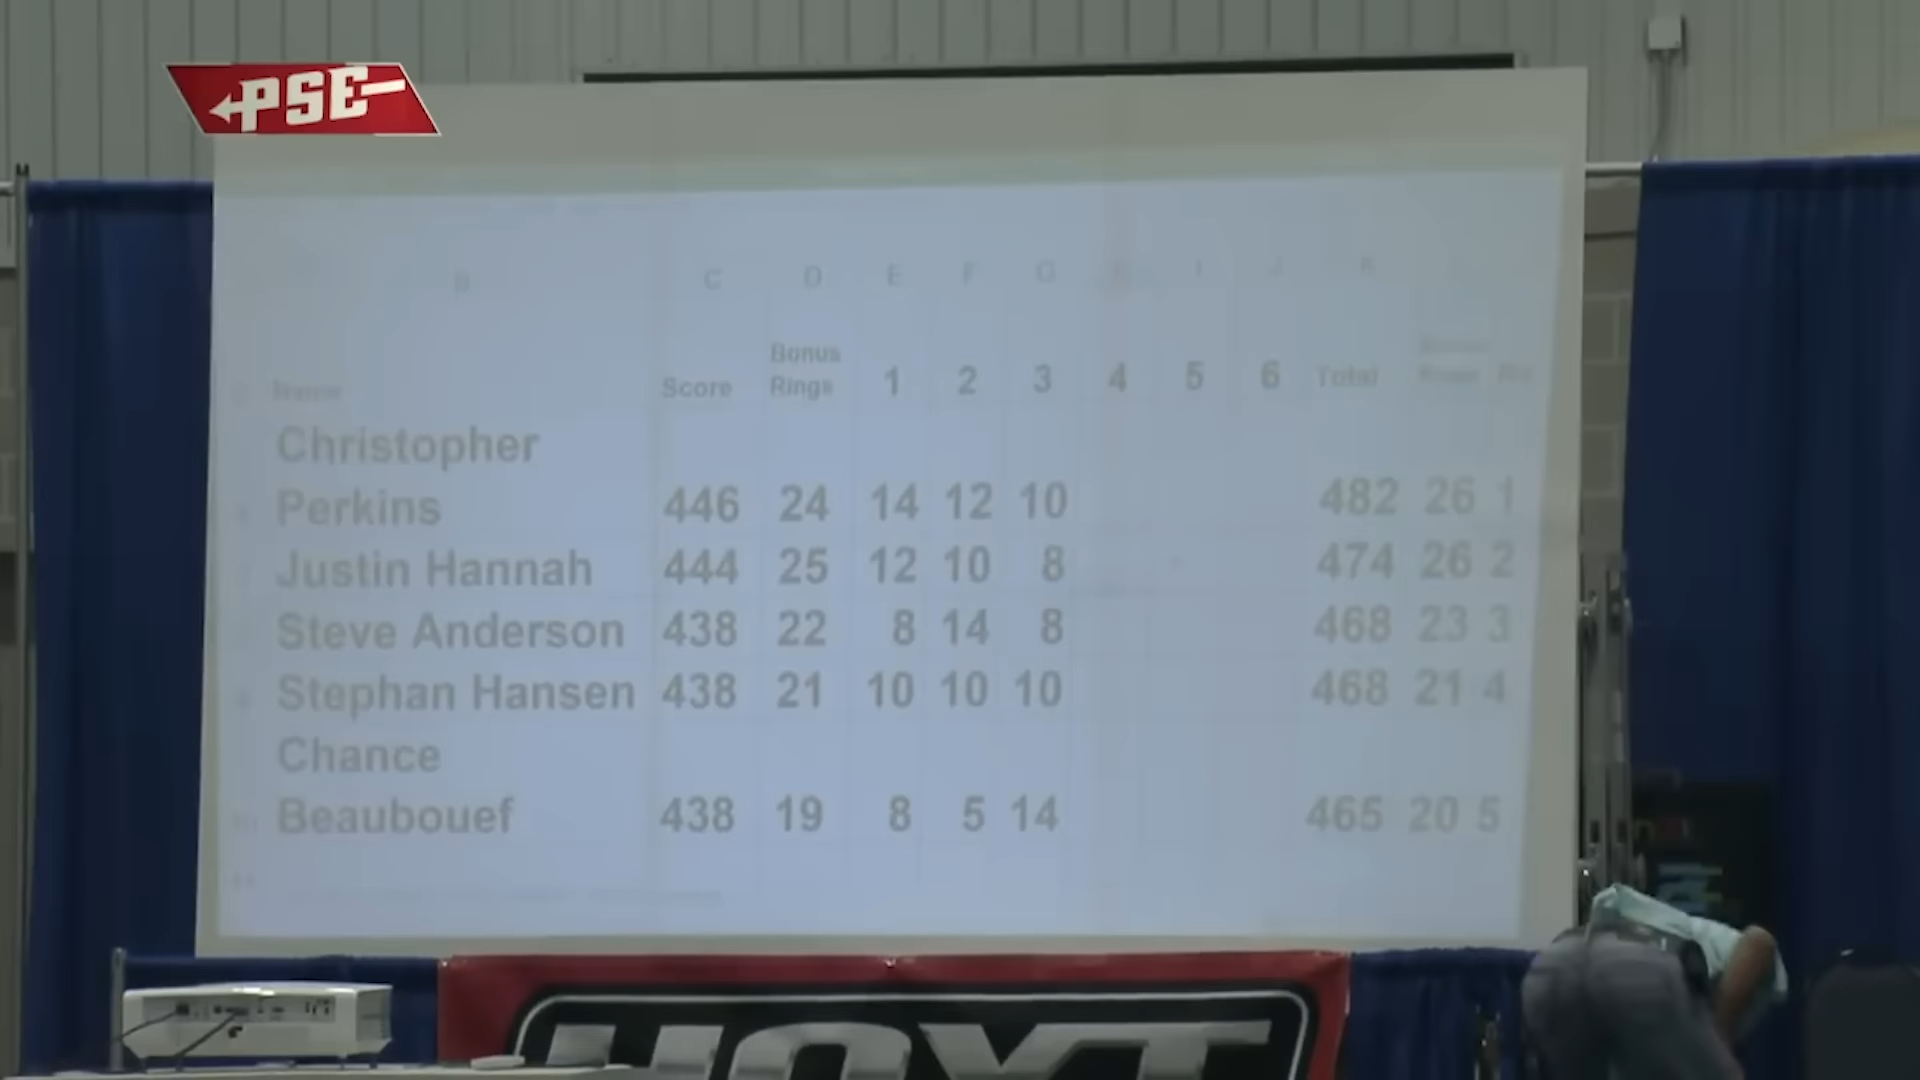 PSE
B C D E F G H I J K
Bonus
Name Score Rings 1 2 3 4 5 6 Total
Christopher
Perkins 446 24 14 12 10 482 26 1
Justin Hannah 444 25 12 10 8 474 26 2
Steve Anderson 438 22 8 14 8 468 23 3
Stephan Hansen 438 21 10 10 10 468 21 4
Chance
Beaubouef 438 19 8 5 14 465 20 5
HOYT